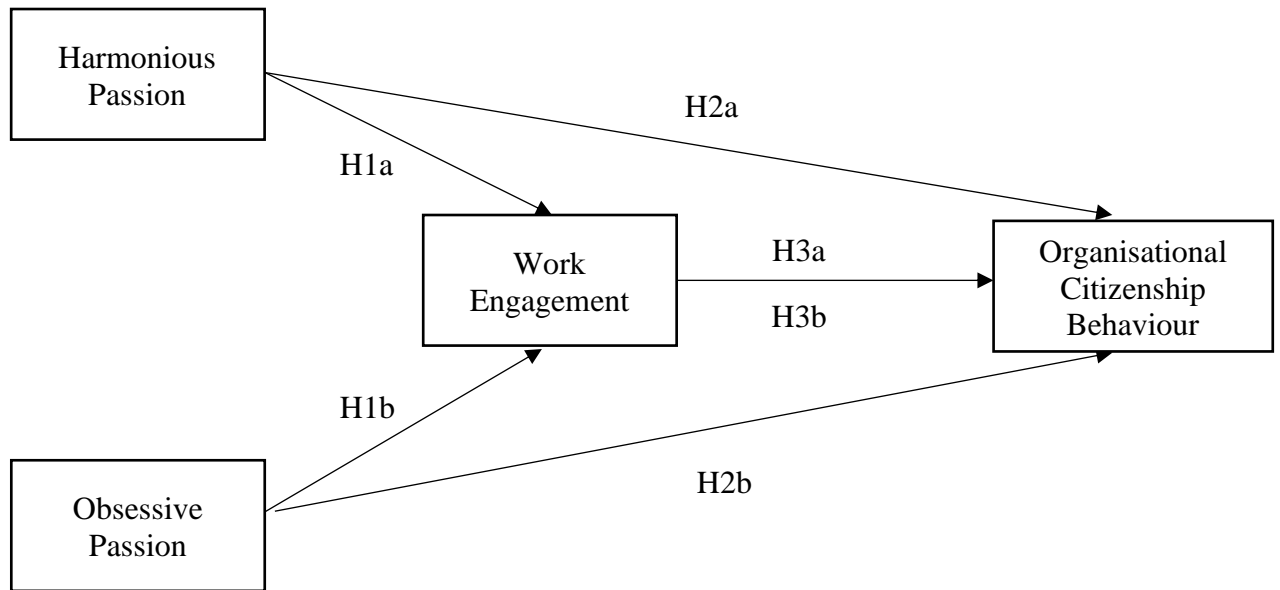 Harmonious
Passion
H2a
H1a
Work
Engagement
H3a
H3b
Organisational
Citizenship
Behaviour
H1b
H2b
Obsessive
Passion